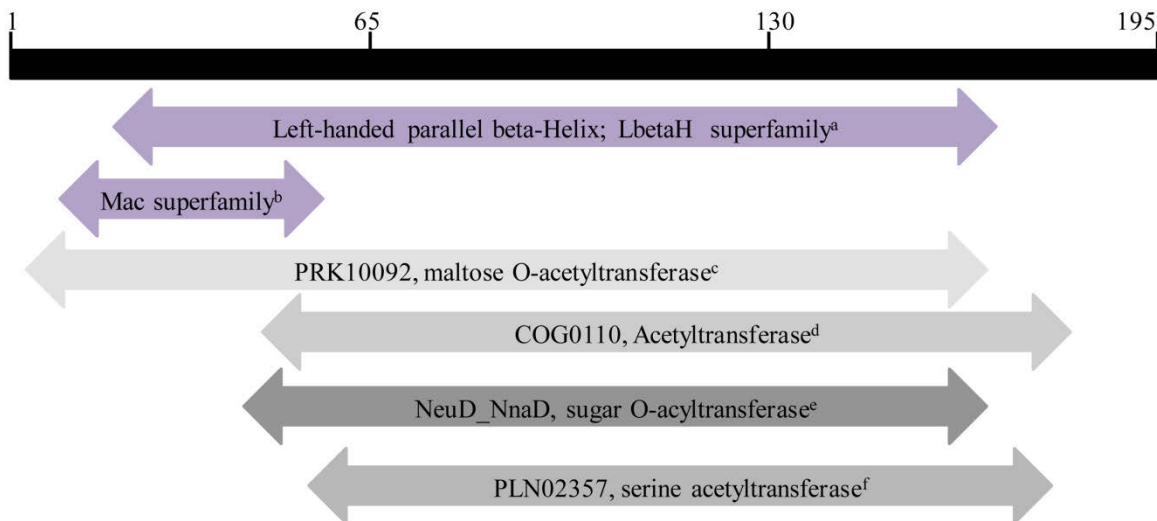 1 65 130 195
Left-handed parallel beta-Helix; LbetaH superfamilyᵃ
Mac superfamilyᵇ
PRK10092, maltose O-acetyltransferaseᶜ
COG0110, Acetyltransferaseᵈ
NeuD_NnaD, sugar O-acyltransferaseᵉ
PLN02357, serine acetyltransferaseᶠ